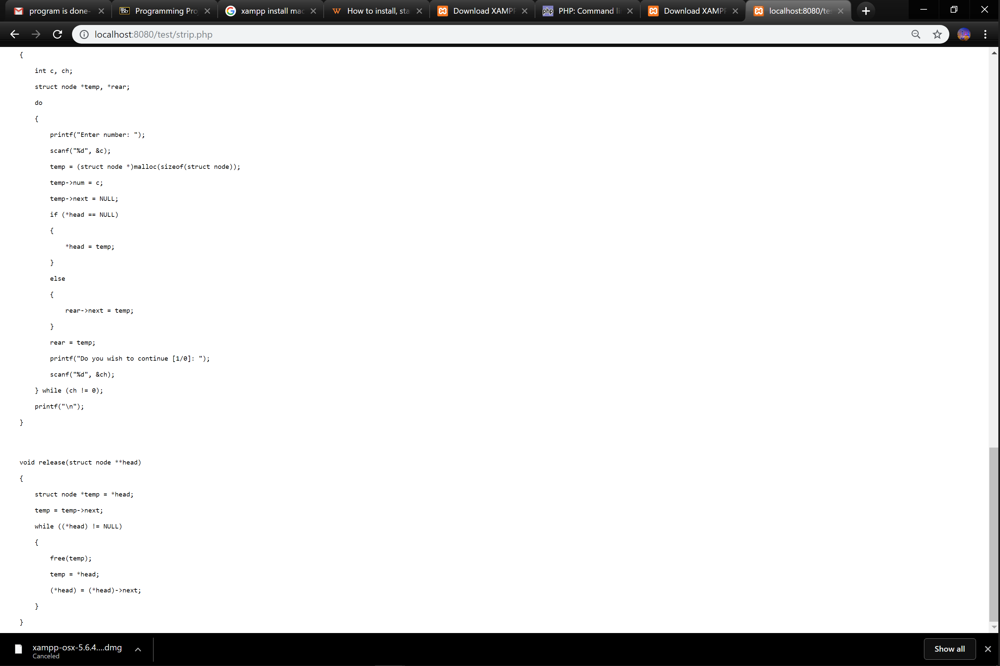 program is done-
Bb Programming Pro
xampp install mac
W How to install, sta
Download XAMPP
php PHP: Command li
Download XAMPP
localhost:8080/tes
localhost:8080/test/strip.php
{
int c, ch;
struct node *temp, *rear;
do
{
printf("Enter number: ");
scanf("%d", &c);
temp = (struct node *)malloc(sizeof(struct node));
temp->num = c;
temp->next = NULL;
if (*head == NULL)
{
*head = temp;
}
else
{
rear->next = temp;
}
rear = temp;
printf("Do you wish to continue [1/0]: ");
scanf("%d", &ch);
} while (ch != 0);
printf("\n");
}
void release(struct node **head)
{
struct node *temp = *head;
temp = temp->next;
while ((*head) != NULL)
{
free(temp);
temp = *head;
(*head) = (*head)->next;
}
}
xampp-osx-5.6.4....dmg
Canceled
Show all